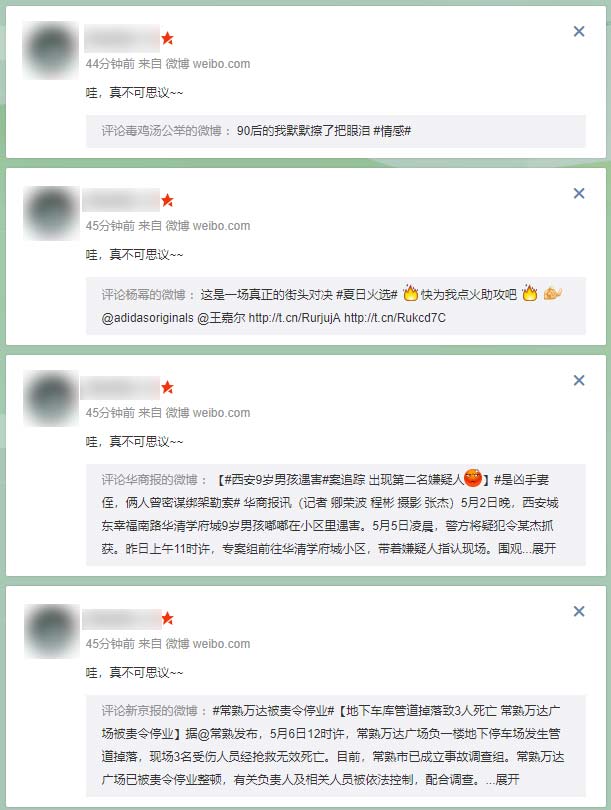 44分钟前 来自 微博 weibo.com
哇，真不可思议~~
评论毒鸡汤公举的微博：90后的我默默擦了把眼泪 #情感#
45分钟前 来自 微博 weibo.com
哇，真不可思议~~
评论杨幂的微博：这是一场真正的街头对决 #夏日火选# 快为我点火助攻吧
@adidasoriginals @王嘉尔 http://t.cn/RurjujA http://t.cn/Rukcd7C
45分钟前 来自 微博 weibo.com
哇，真不可思议~~
评论华商报的微博：【#西安9岁男孩遇害#案追踪 出现第二名嫌疑人】#是凶手妻
侄，俩人曾密谋绑架勒索# 华商报讯（记者 卿荣波 程彬 摄影 张杰）5月2日晚，西安城
东幸福南路华清学府城9岁男孩嘟嘟在小区里遇害。5月5日凌晨，警方将疑犯令某杰抓
获。昨日上午11时许，专案组前往华清学府城小区，带着嫌疑人指认现场。围观...展开
45分钟前 来自 微博 weibo.com
哇，真不可思议~~
评论新京报的微博：#常熟万达被责令停业#【地下车库管道掉落致3人死亡 常熟万达广
场被责令停业】据@常熟发布，5月6日12时许，常熟万达广场负一楼地下停车场发生管
道掉落，现场3名受伤人员经抢救无效死亡。目前，常熟市已成立事故调查组。常熟万达
广场已被责令停业整顿，有关负责人及相关人员被依法控制，配合调查。...展开